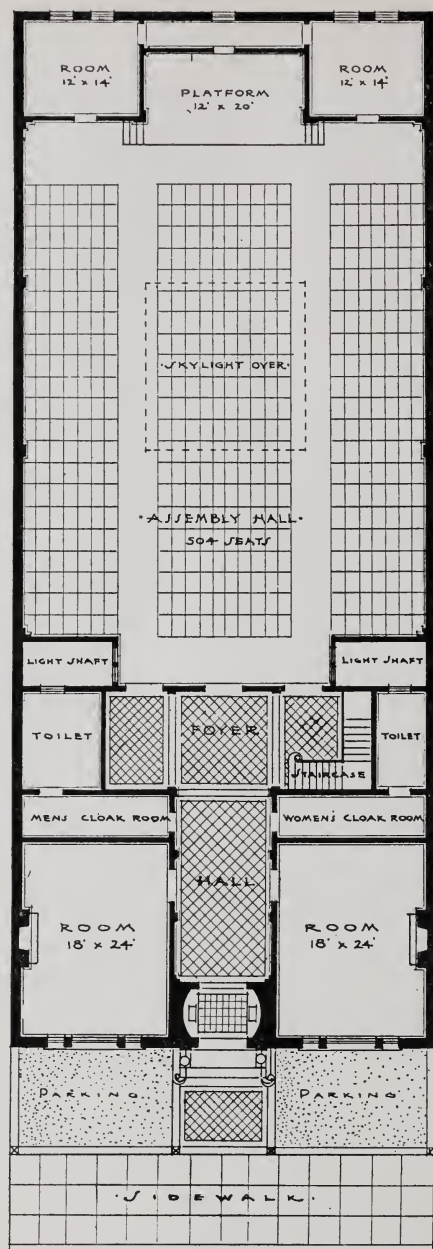 ROOM
12' x 14'
PLATFORM
12' x 20'
ROOM
12' x 14'
·SKYLIGHT OVER·
·ASSEMBLY HALL·
504 SEATS
LIGHT SHAFT
LIGHT SHAFT
TOILET
FOYER
TOILET
STAIRCASE
MENS CLOAK ROOM
WOMEN'S CLOAK ROOM
HALL
ROOM
18' x 24'
ROOM
18' x 24'
PARKING
PARKING
·SIDEWALK·